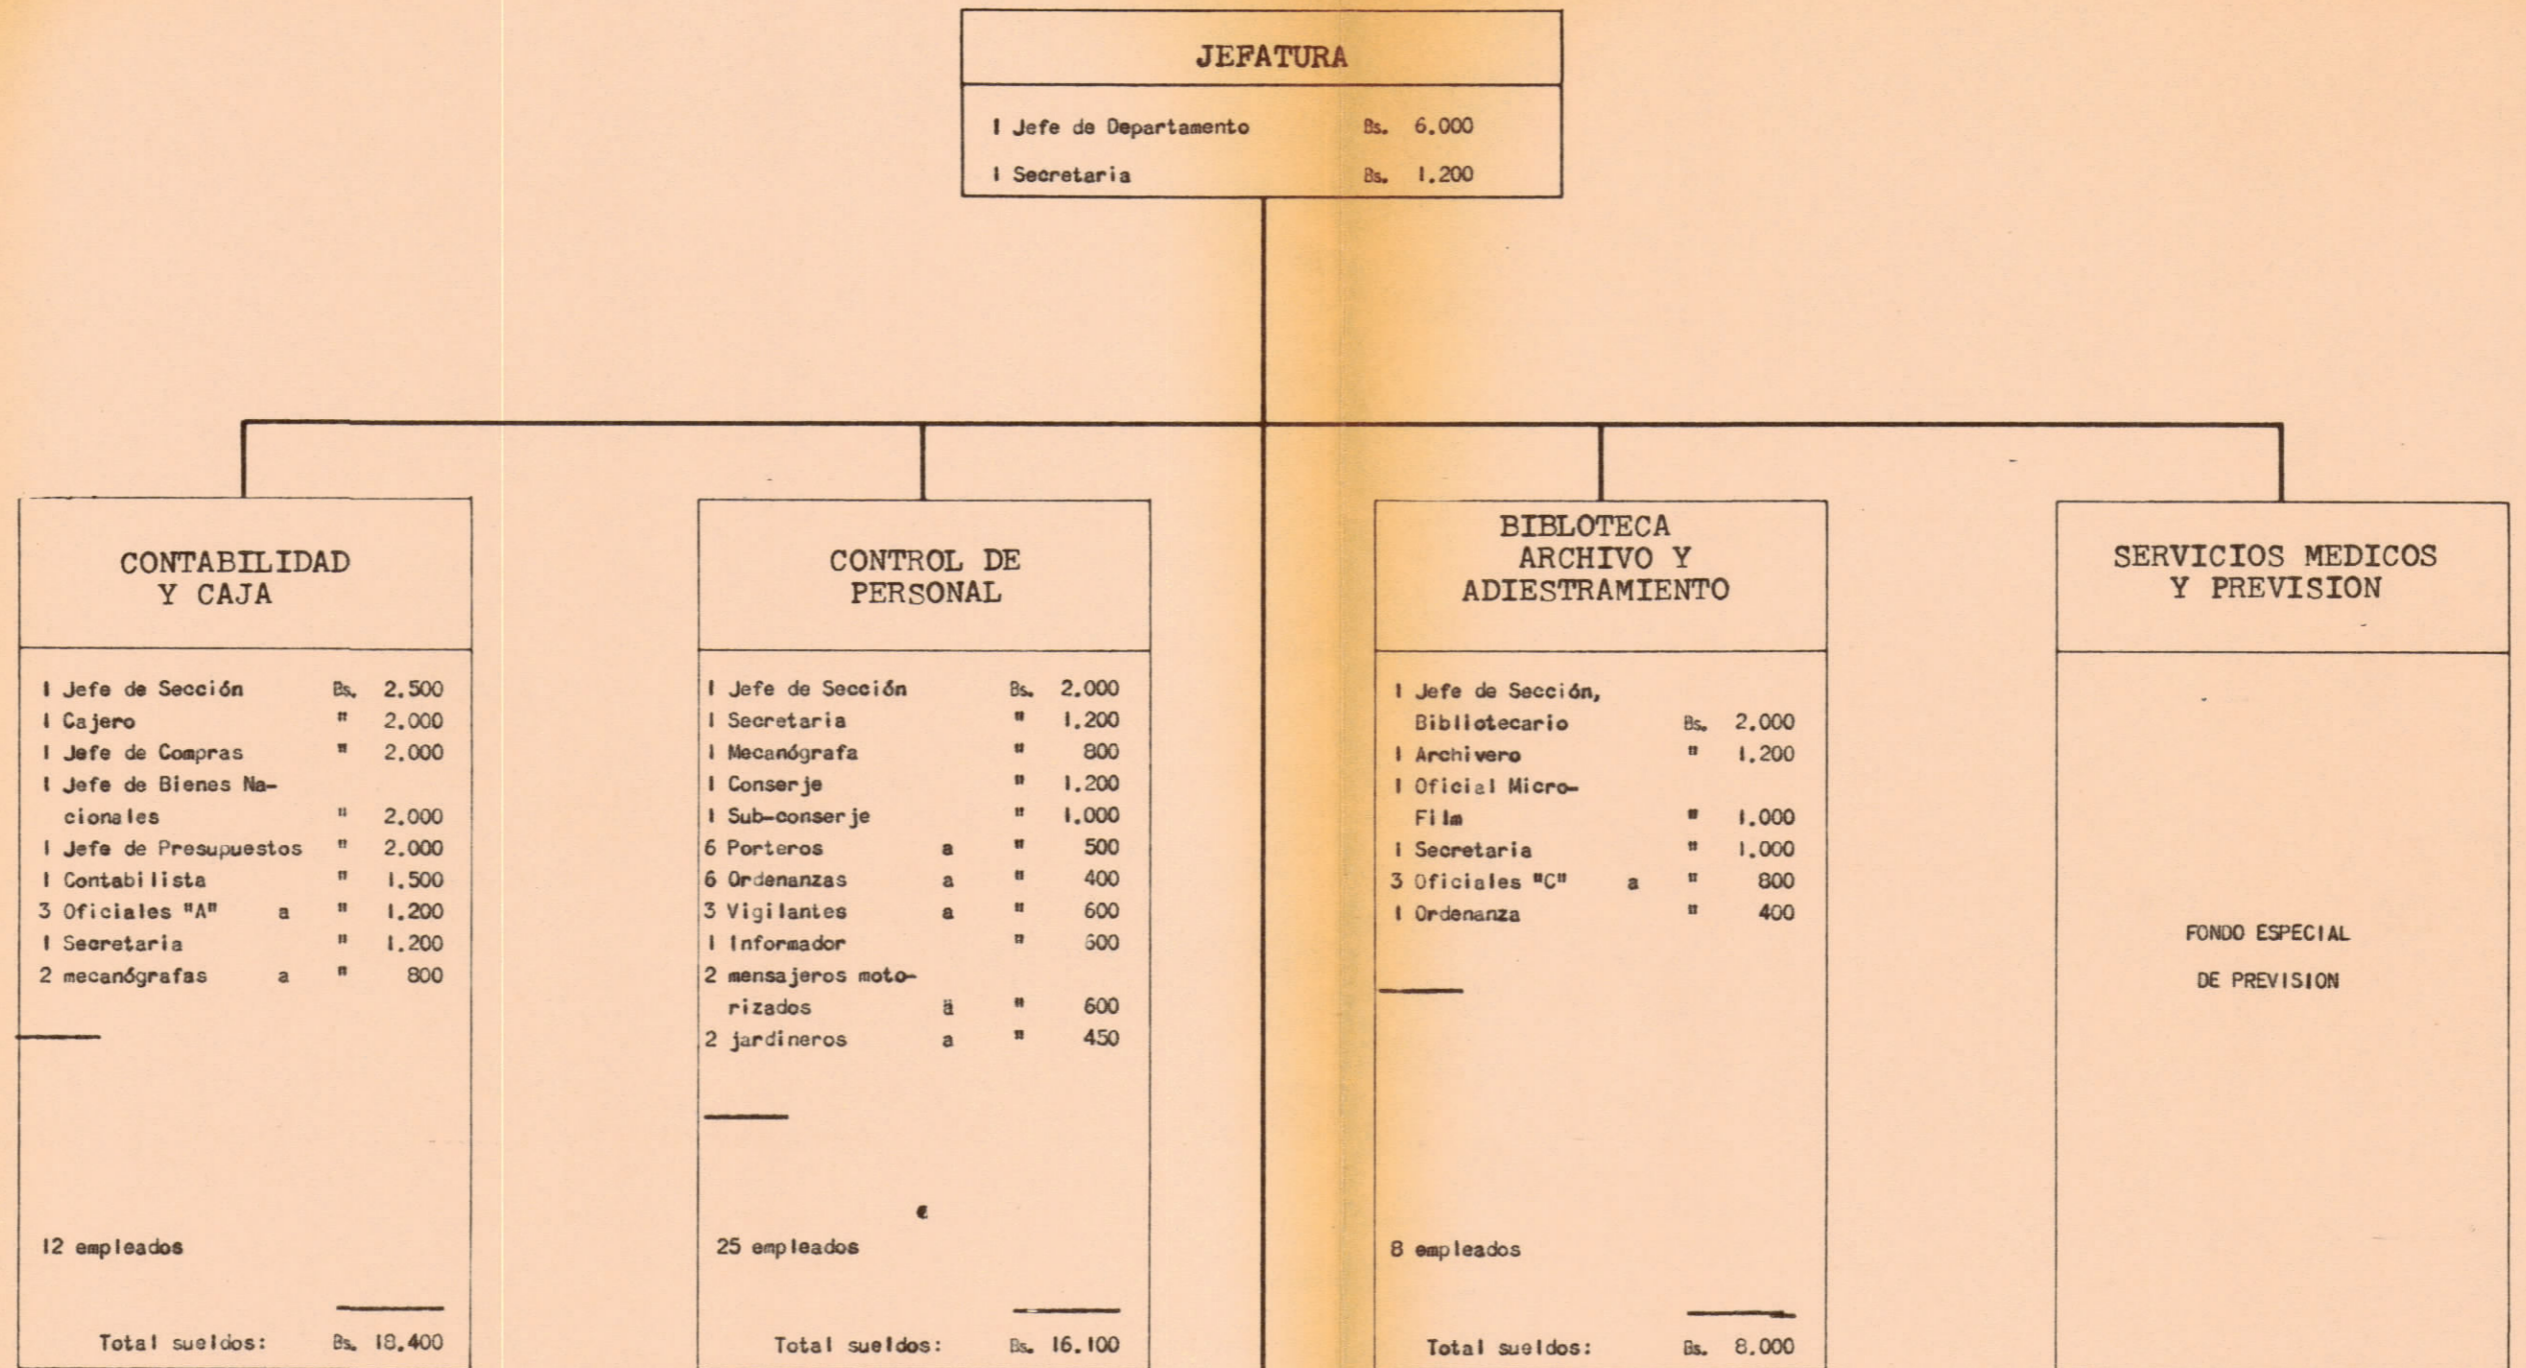 JEFATURA
1 Jefe de Departamento Bs. 6.000
1 Secretaria Bs. 1.200
CONTABILIDAD
Y CAJA
1 Jefe de Sección Bs. 2.500
1 Cajero " 2.000
1 Jefe de Compras " 2.000
1 Jefe de Bienes Na-
cionales " 2.000
1 Jefe de Presupuestos " 2.000
1 Contabilista " 1.500
3 Oficiales "A" a " 1.200
1 Secretaria " 1.200
2 mecanógrafas a " 800
12 empleados
Total sueldos: Bs. 18.400
CONTROL DE
PERSONAL
1 Jefe de Sección Bs. 2.000
1 Secretaria " 1.200
1 Mecanógrafa " 800
1 Conserje " 1.200
1 Sub-conserje " 1.000
6 Porteros a " 500
6 Ordenanzas a " 400
3 Vigilantes a " 600
1 Informador " 600
2 mensajeros moto-
rizados a " 600
2 jardineros a " 450
25 empleados
Total sueldos: Bs. 16.100
BIBLOTECA
ARCHIVO Y
ADIESTRAMIENTO
1 Jefe de Sección,
Bibliotecario Bs. 2.000
1 Archivero " 1.200
1 Oficial Micro-
Film " 1.000
1 Secretaria " 1.000
3 Oficiales "C" a " 800
1 Ordenanza " 400
8 empleados
Total sueldos: Bs. 8.000
SERVICIOS MEDICOS
Y PREVISION
FONDO ESPECIAL
DE PREVISION